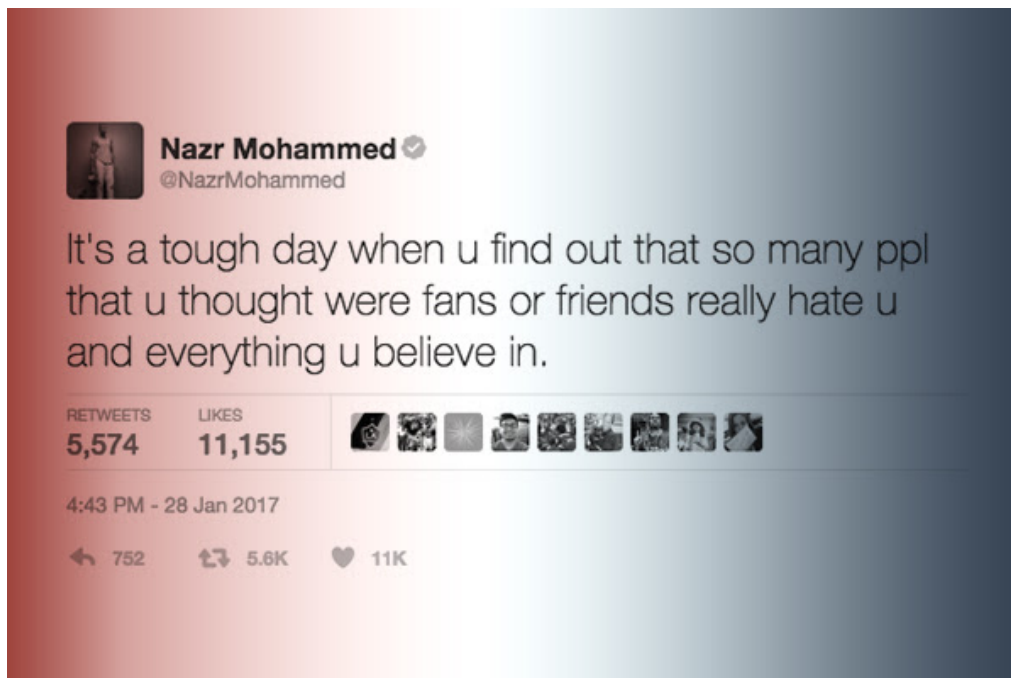 Nazr Mohammed
@NazrMohammed
It's a tough day when u find out that so many ppl
that u thought were fans or friends really hate u
and everything u believe in.
RETWEETS LIKES
5,574 11,155
4:43 PM - 28 Jan 2017
752 5.6K 11K